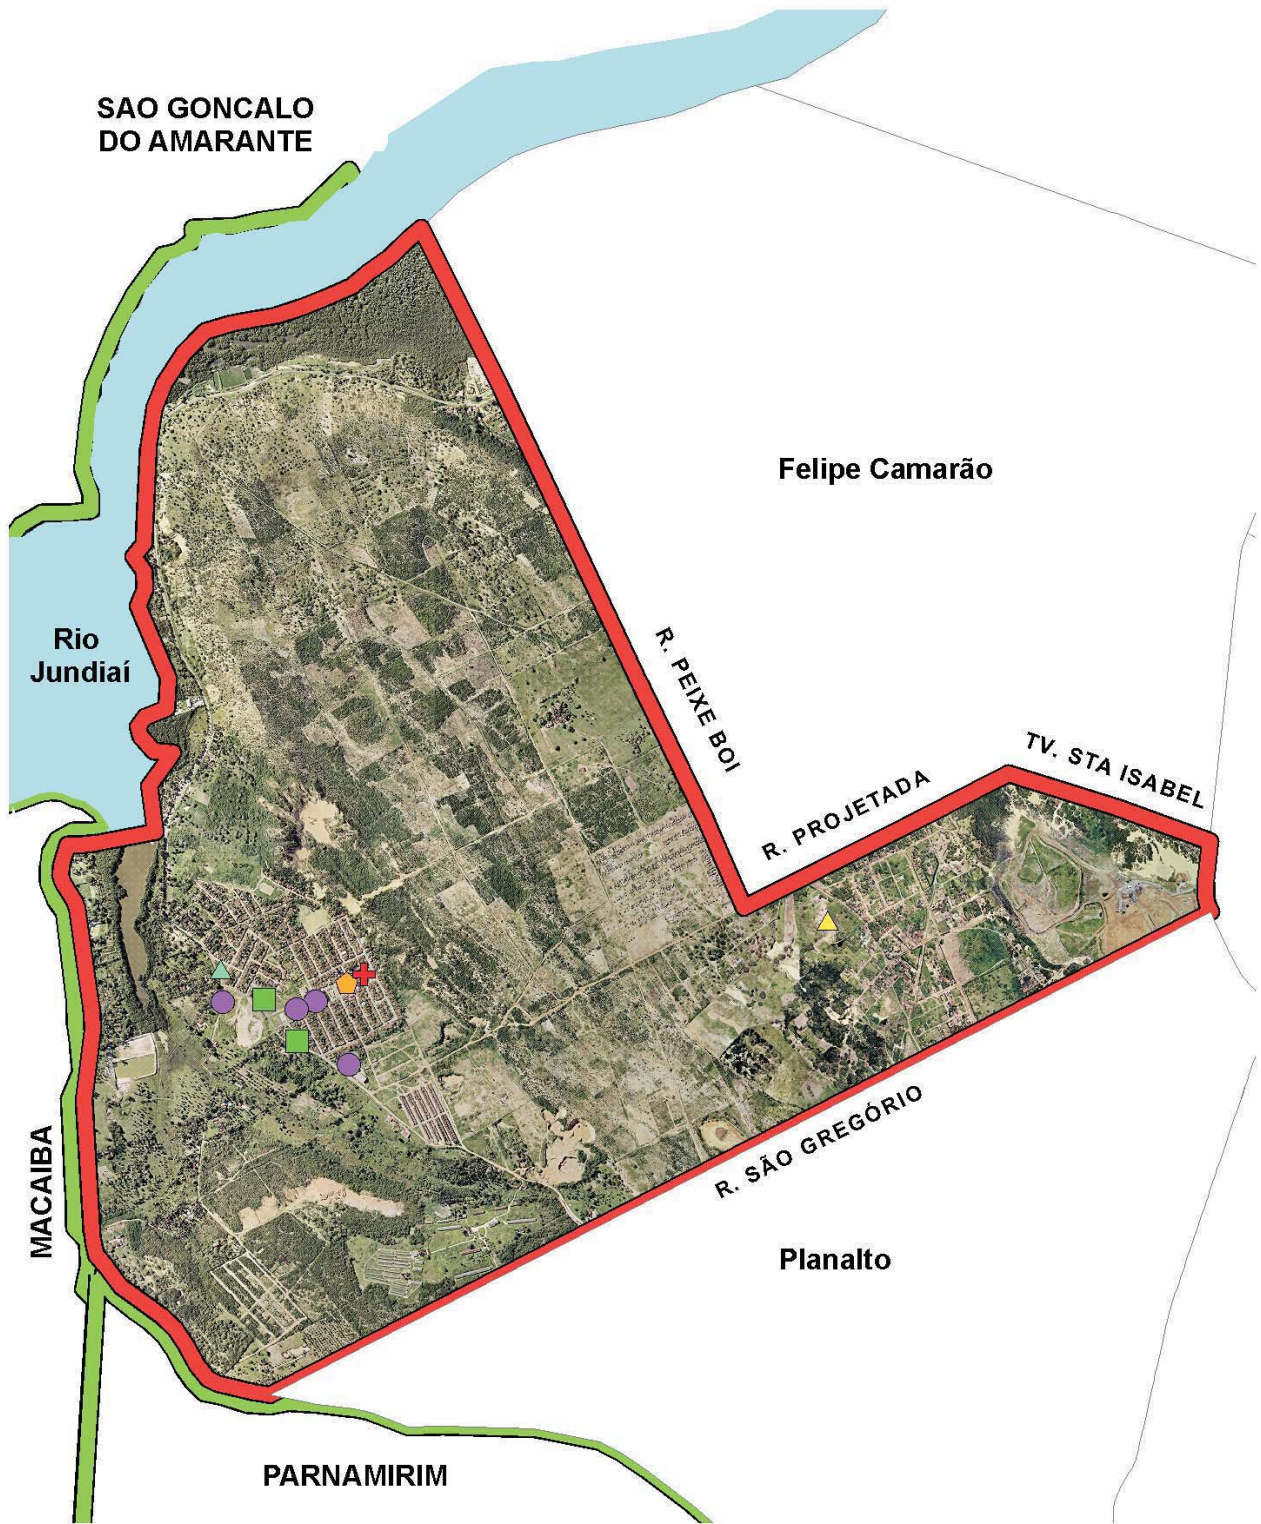 SAO GONCALO
DO AMARANTE
Felipe Camarão
Rio
Jundiaí
R. PEIXE BOI
TV. STA ISABEL
R. PROJETADA
R. SÃO GREGÓRIO
MACAIBA
Planalto
PARNAMIRIM